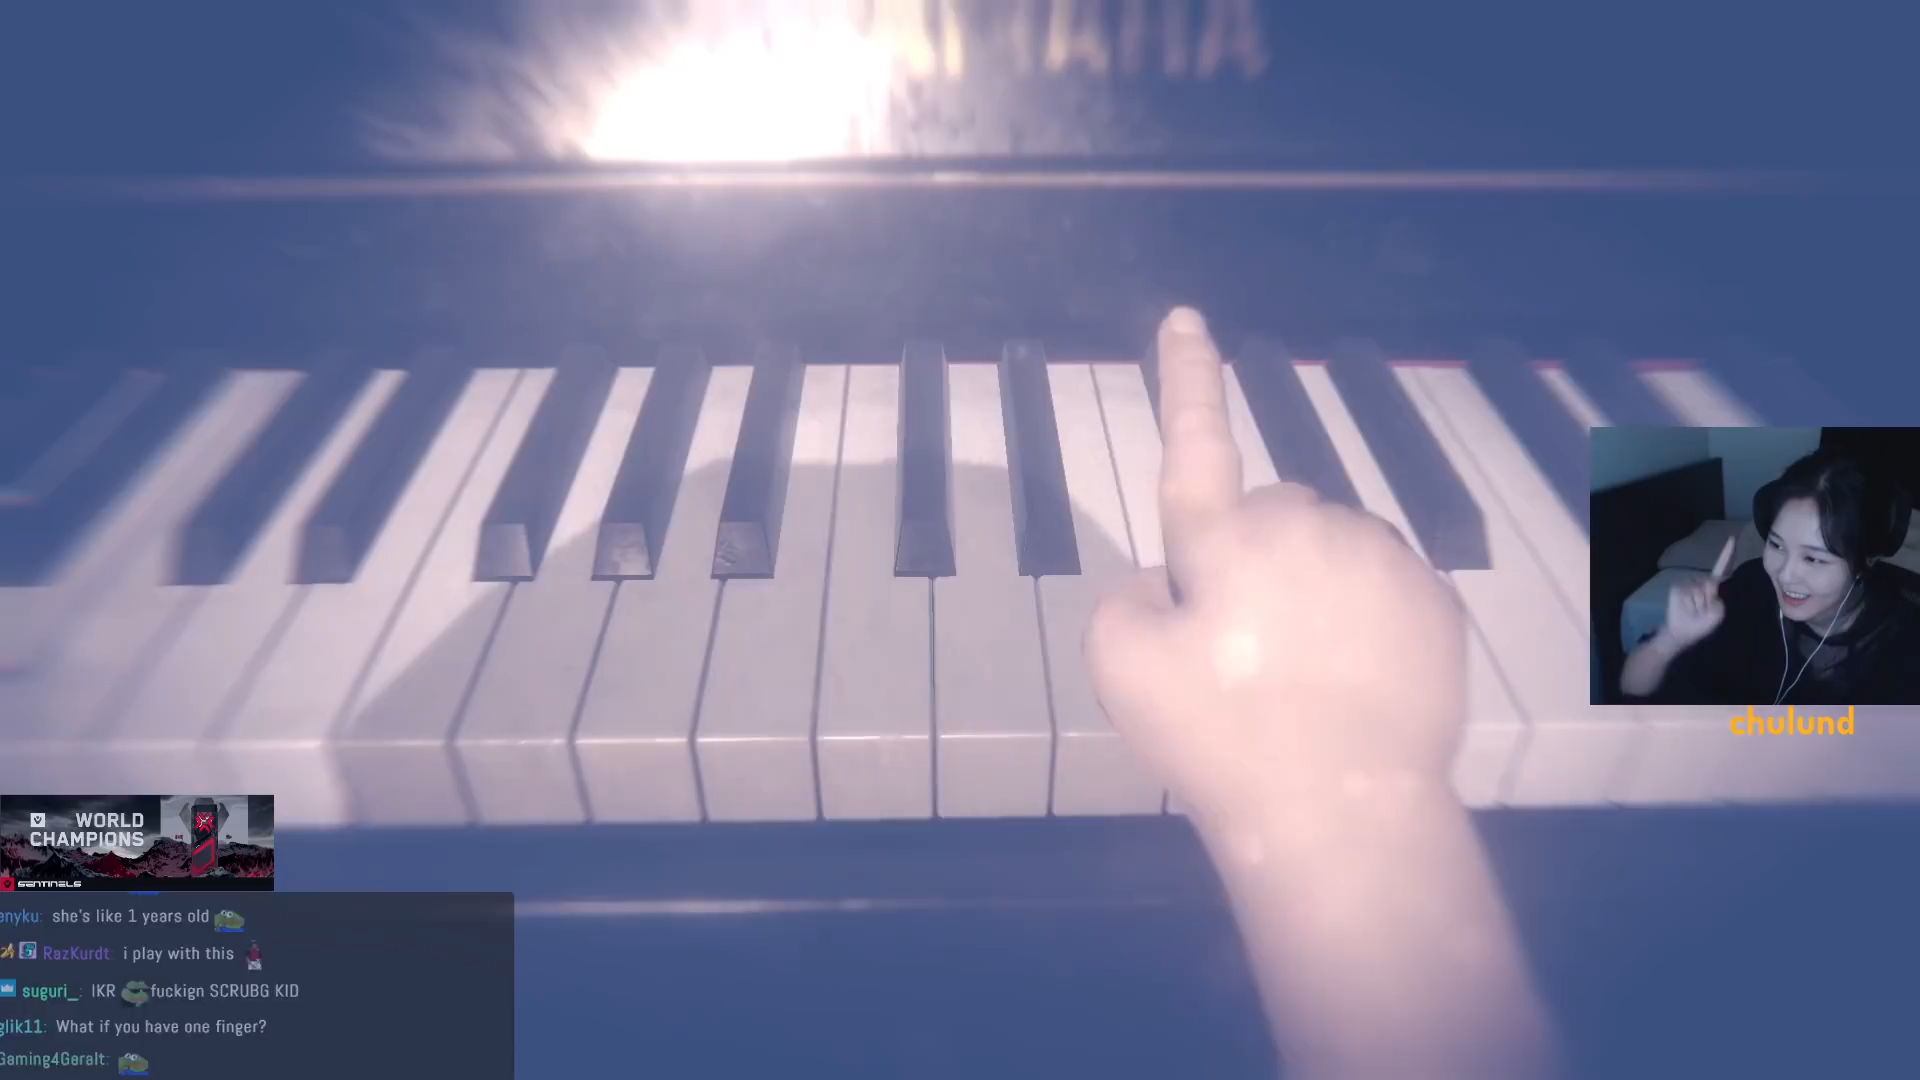 chulund
WORLD
CHAMPIONS
SENTINELS
enyku: she's like 1 years old
RazKurdt: i play with this
suguri_: IKR fuckign SCRUBG KID
glik11: What if you have one finger?
Gaming4Geralt: